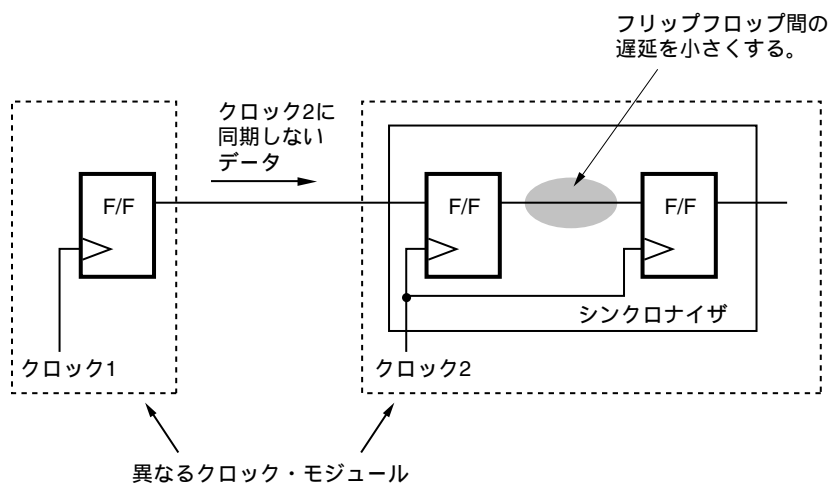 フリップフロップ間の
遅延を小さくする。
クロック2に
同期しない
データ
F/F
F/F
F/F
シンクロナイザ
クロック1
クロック2
異なるクロック・モジュール